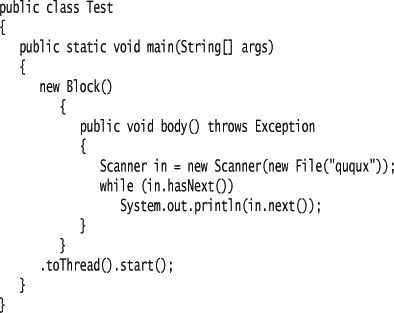 public class Test
{
public static void main(String[] args)
{
new Block()
{
public void body() throws Exception
{
Scanner in = new Scanner(new File("ququx"));
while (in.hasNext())
System.out.println(in.next());
}
}
.toThread().start();
}
}